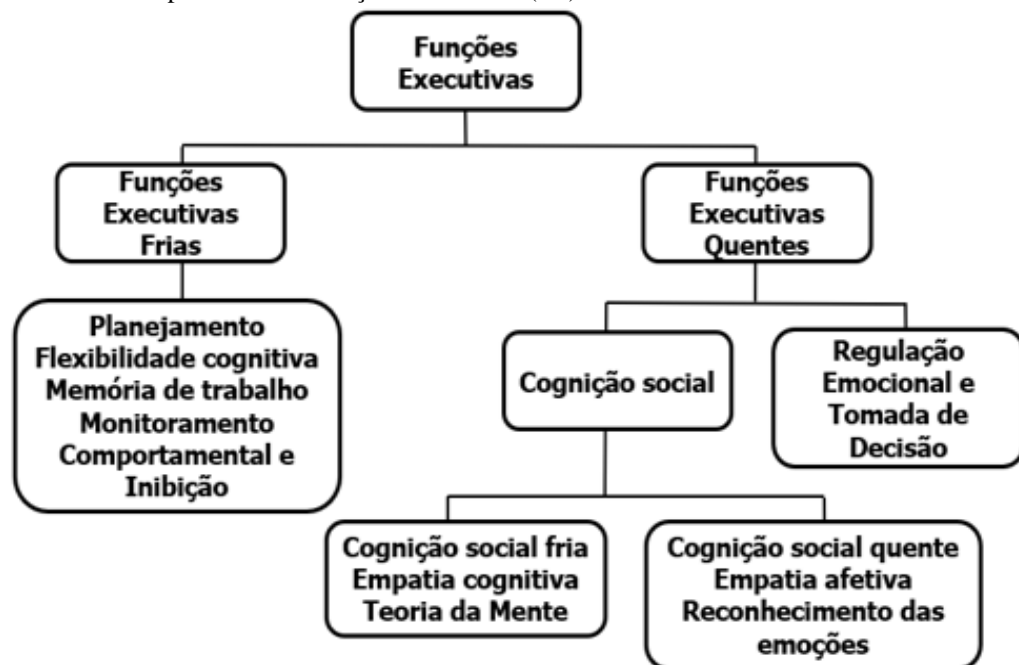 Funções
Executivas
Funções
Executivas
Frias
Funções
Executivas
Quentes
Planejamento
Flexibilidade cognitiva
Memória de trabalho
Monitoramento
Comportamental e
Inibição
Cognição social
Regulação
Emocional e
Tomada de
Decisão
Cognição social fria
Empatia cognitiva
Teoria da Mente
Cognição social quente
Empatia afetiva
Reconhecimento das
emoções